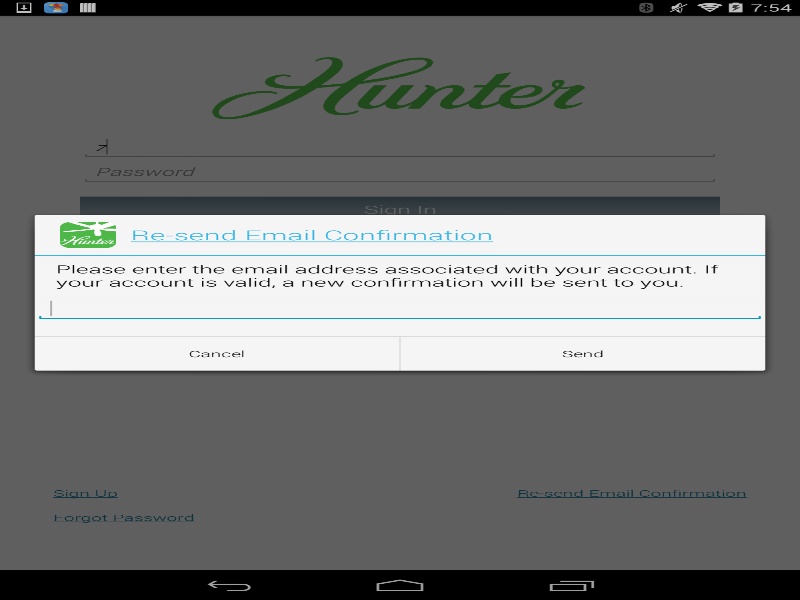 7:54
Hunter
7
Password
Sign In
Hunter
Re-send Email Confirmation
Please enter the email address associated with your account. If
your account is valid, a new confirmation will be sent to you.
Cancel
Send
Sign Up
Re-send Email Confirmation
Forgot Password